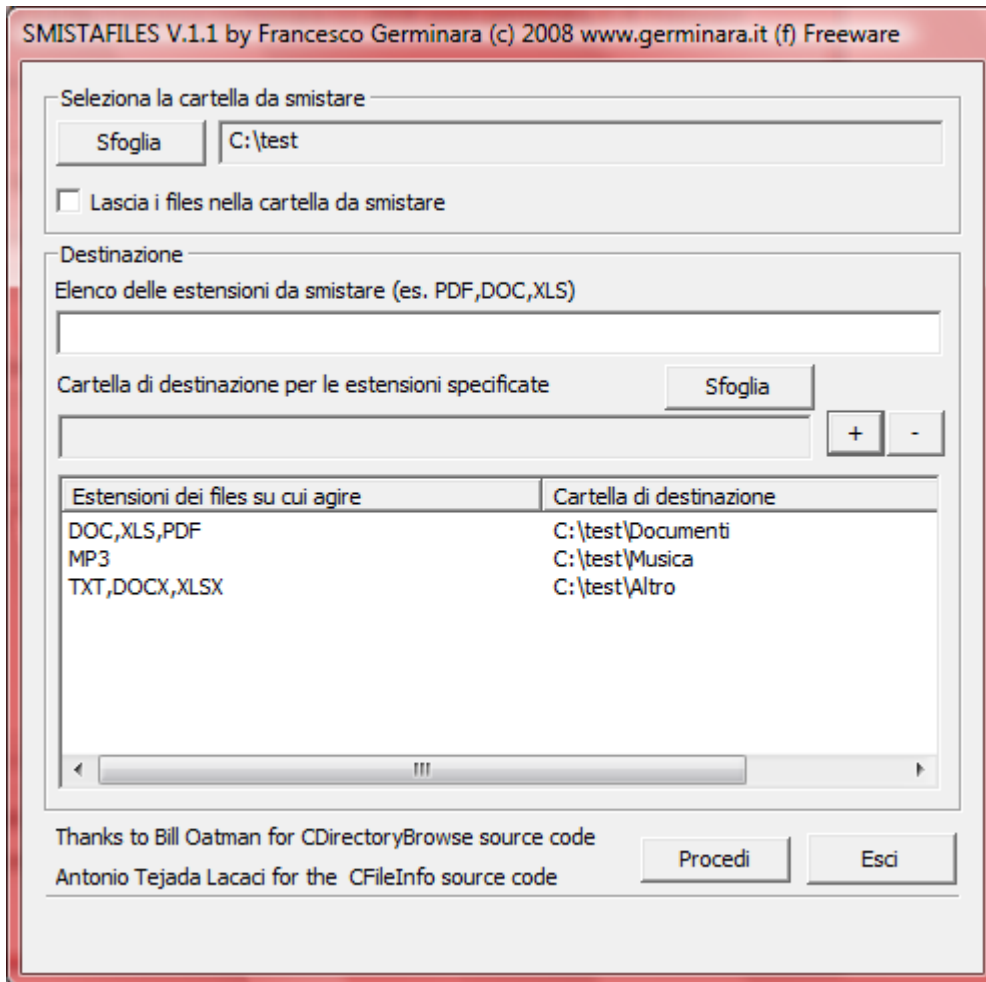 SMISTAFILES V.1.1 by Francesco Germinara (c) 2008 www.germinara.it (f) Freeware
Seleziona la cartella da smistare
Sfoglia
C:\test
Lascia i files nella cartella da smistare
Destinazione
Elenco delle estensioni da smistare (es. PDF,DOC,XLS)
Cartella di destinazione per le estensioni specificate
Sfoglia
+
-
Estensioni dei files su cui agire
Cartella di destinazione
DOC,XLS,PDF
C:\test\Documenti
MP3
C:\test\Musica
TXT,DOCX,XLSX
C:\test\Altro
Thanks to Bill Oatman for CDirectoryBrowse source code
Antonio Tejada Lacaci for the  CFileInfo source code
Procedi
Esci